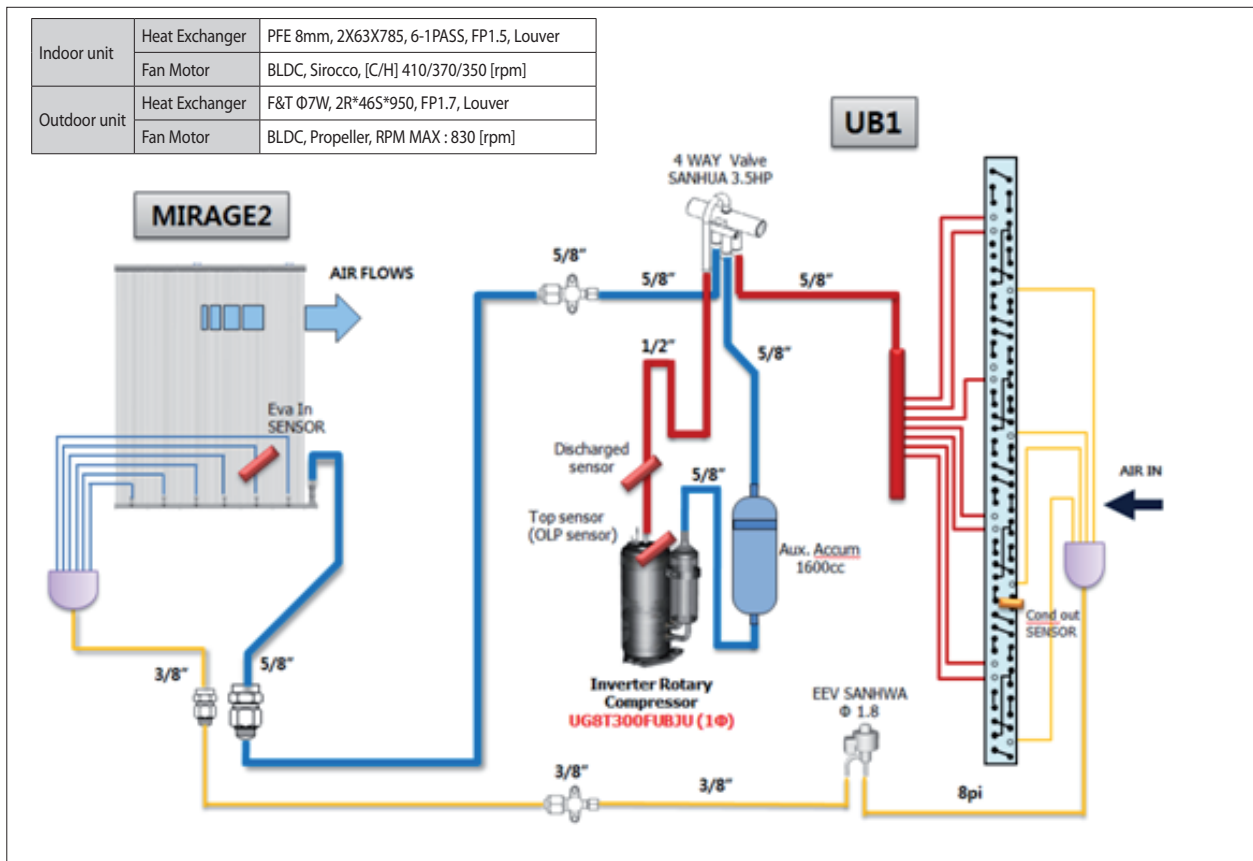 Indoor unit
Heat Exchanger
PFE 8mm, 2X63X785, 6-1PASS, FP1.5, Louver
Fan Motor
BLDC, Sirocco, [C/H] 410/370/350 [rpm]
Outdoor unit
Heat Exchanger
F&T Φ7W, 2R*46S*950, FP1.7, Louver
Fan Motor
BLDC, Propeller, RPM MAX : 830 [rpm]
UB1
4 WAY Valve
SANHUA 3.5HP
MIRAGE2
AIR FLOWS
5/8"
5/8"
5/8"
1/2"
5/8"
Eva In
SENSOR
Discharged
sensor
5/8"
AIR IN
Top sensor
(OLP sensor)
Aux. Accum
1600cc
Cond out
SENSOR
3/8"
5/8"
Inverter Rotary
Compressor
UG8T300FUBJU (1Φ)
EEV SANHWA
Φ 1.8
3/8"
3/8"
8pi